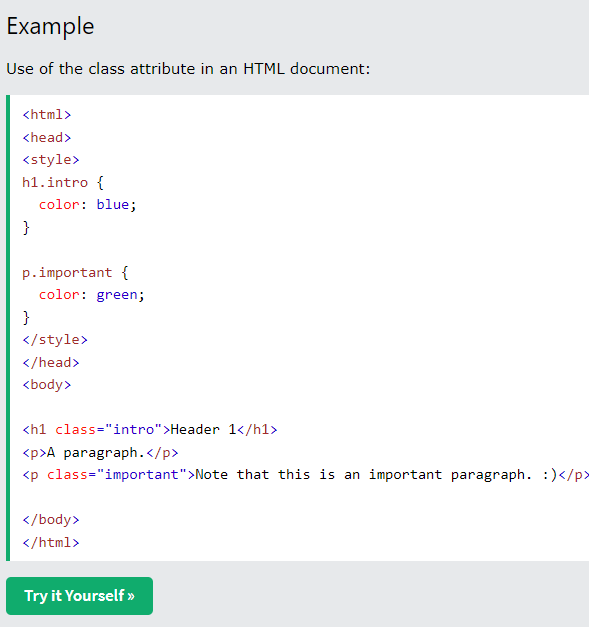 Example
Use of the class attribute in an HTML document:
<html>
<head>
<style>
h1.intro {
  color: blue;
}

p.important {
  color: green;
}
</style>
</head>
<body>

<h1 class="intro">Header 1</h1>
<p>A paragraph.</p>
<p class="important">Note that this is an important paragraph. :)</p>

</body>
</html>
Try it Yourself »